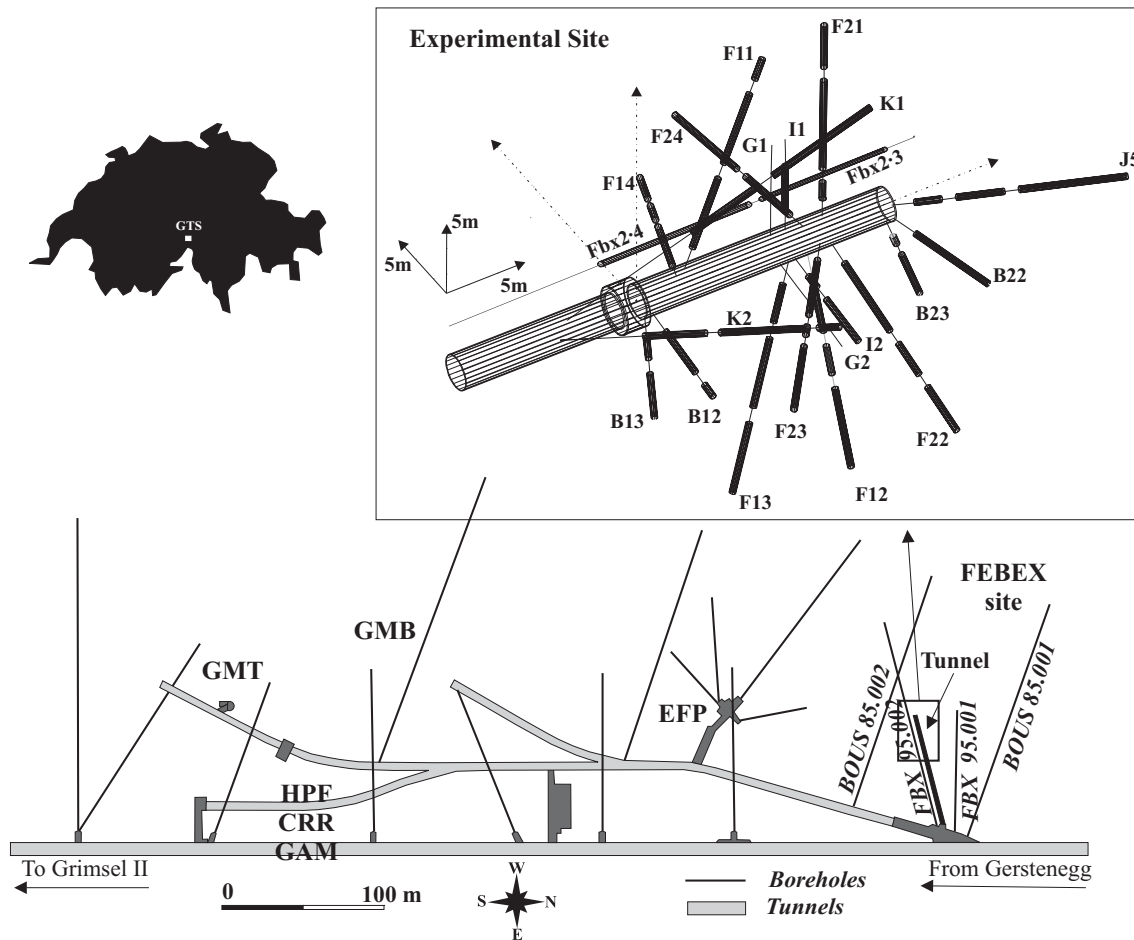 Experimental Site
F21
F11
K1
F24
G1
I1
Fbx2·3
J5
F14
Fbx2·4
5m
5m
5m
B22
B23
K2
I2
G2
B13
B12
F23
F22
F13
F12
GTS
FEBEX
site
Tunnel
GMT
GMB
EFP
BOUS 85.002
FBX 95.002
FBX 95.001
BOUS 85.001
HPF
CRR
GAM
To Grimsel II
From Gerstenegg
0 100 m
W
S N
E
Boreholes
Tunnels